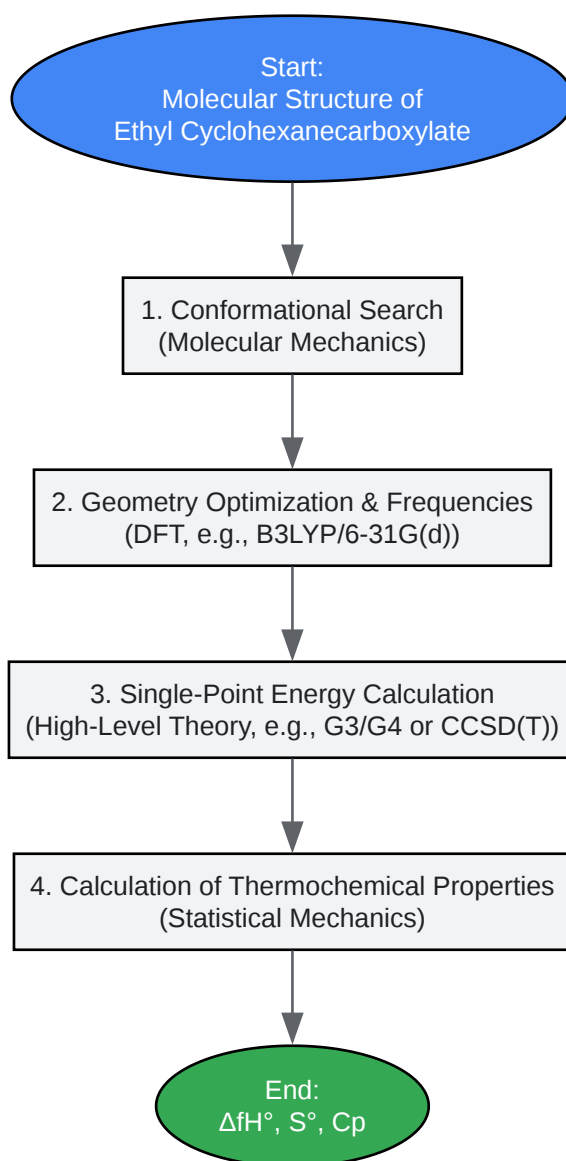 Start:
Molecular Structure of
Ethyl Cyclohexanecarboxylate
1. Conformational Search
(Molecular Mechanics)
2. Geometry Optimization & Frequencies
(DFT, e.g., B3LYP/6-31G(d))
3. Single-Point Energy Calculation
(High-Level Theory, e.g., G3/G4 or CCSD(T))
4. Calculation of Thermochemical Properties
(Statistical Mechanics)
End:
ΔfH°, S°, Cp